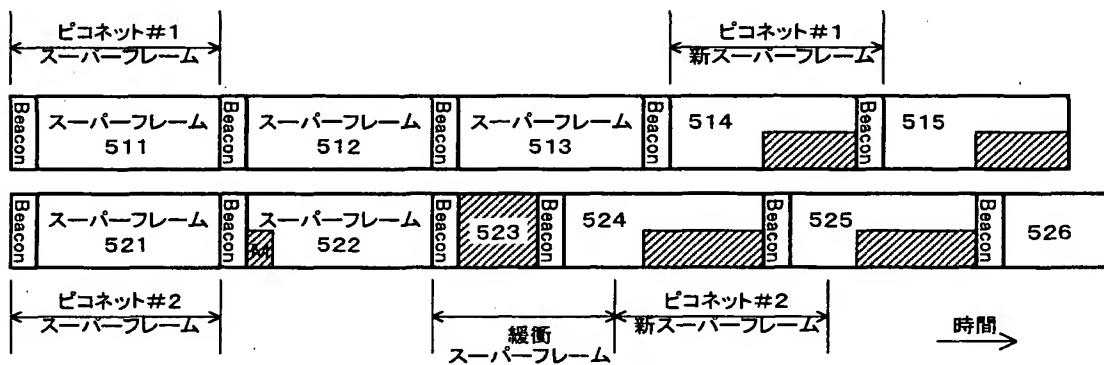 ピコネット#1
スーパーフレーム
ピコネット#1
新スーパーフレーム
Beacon
スーパーフレーム
511
Beacon
スーパーフレーム
512
Beacon
スーパーフレーム
513
Beacon
514
Beacon
515
Beacon
スーパーフレーム
521
Beacon
M
スーパーフレーム
522
Beacon
523
Beacon
524
Beacon
525
Beacon
526
ピコネット#2
スーパーフレーム
緩衝
スーパーフレーム
ピコネット#2
新スーパーフレーム
時間